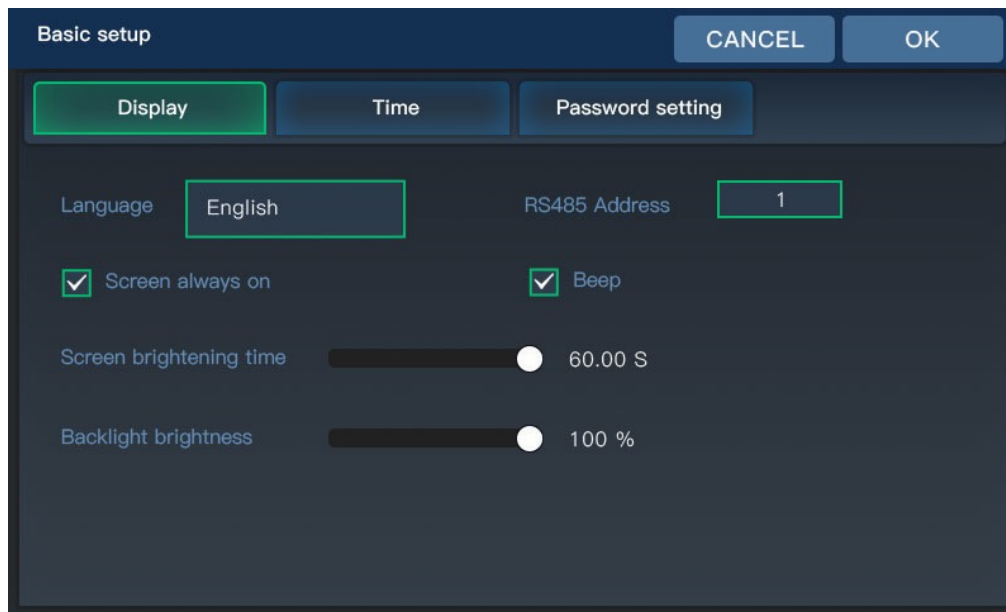 Basic setup CANCEL OK
Display Time Password setting
Language English RS485 Address 1
Screen always on Beep
Screen brightening time 60.00 S
Backlight brightness 100 %